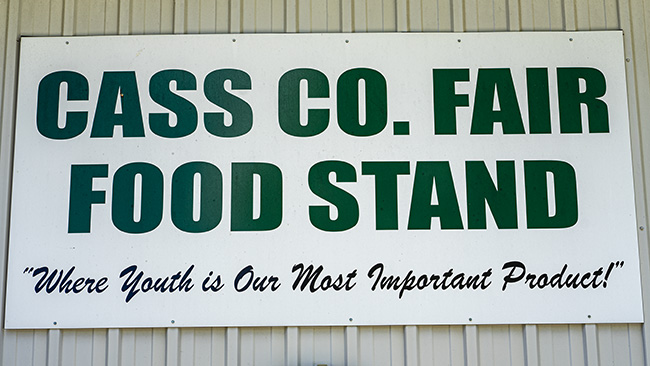 CASS CO. FAIR
FOOD STAND
"Where Youth is Our Most Important Product!"